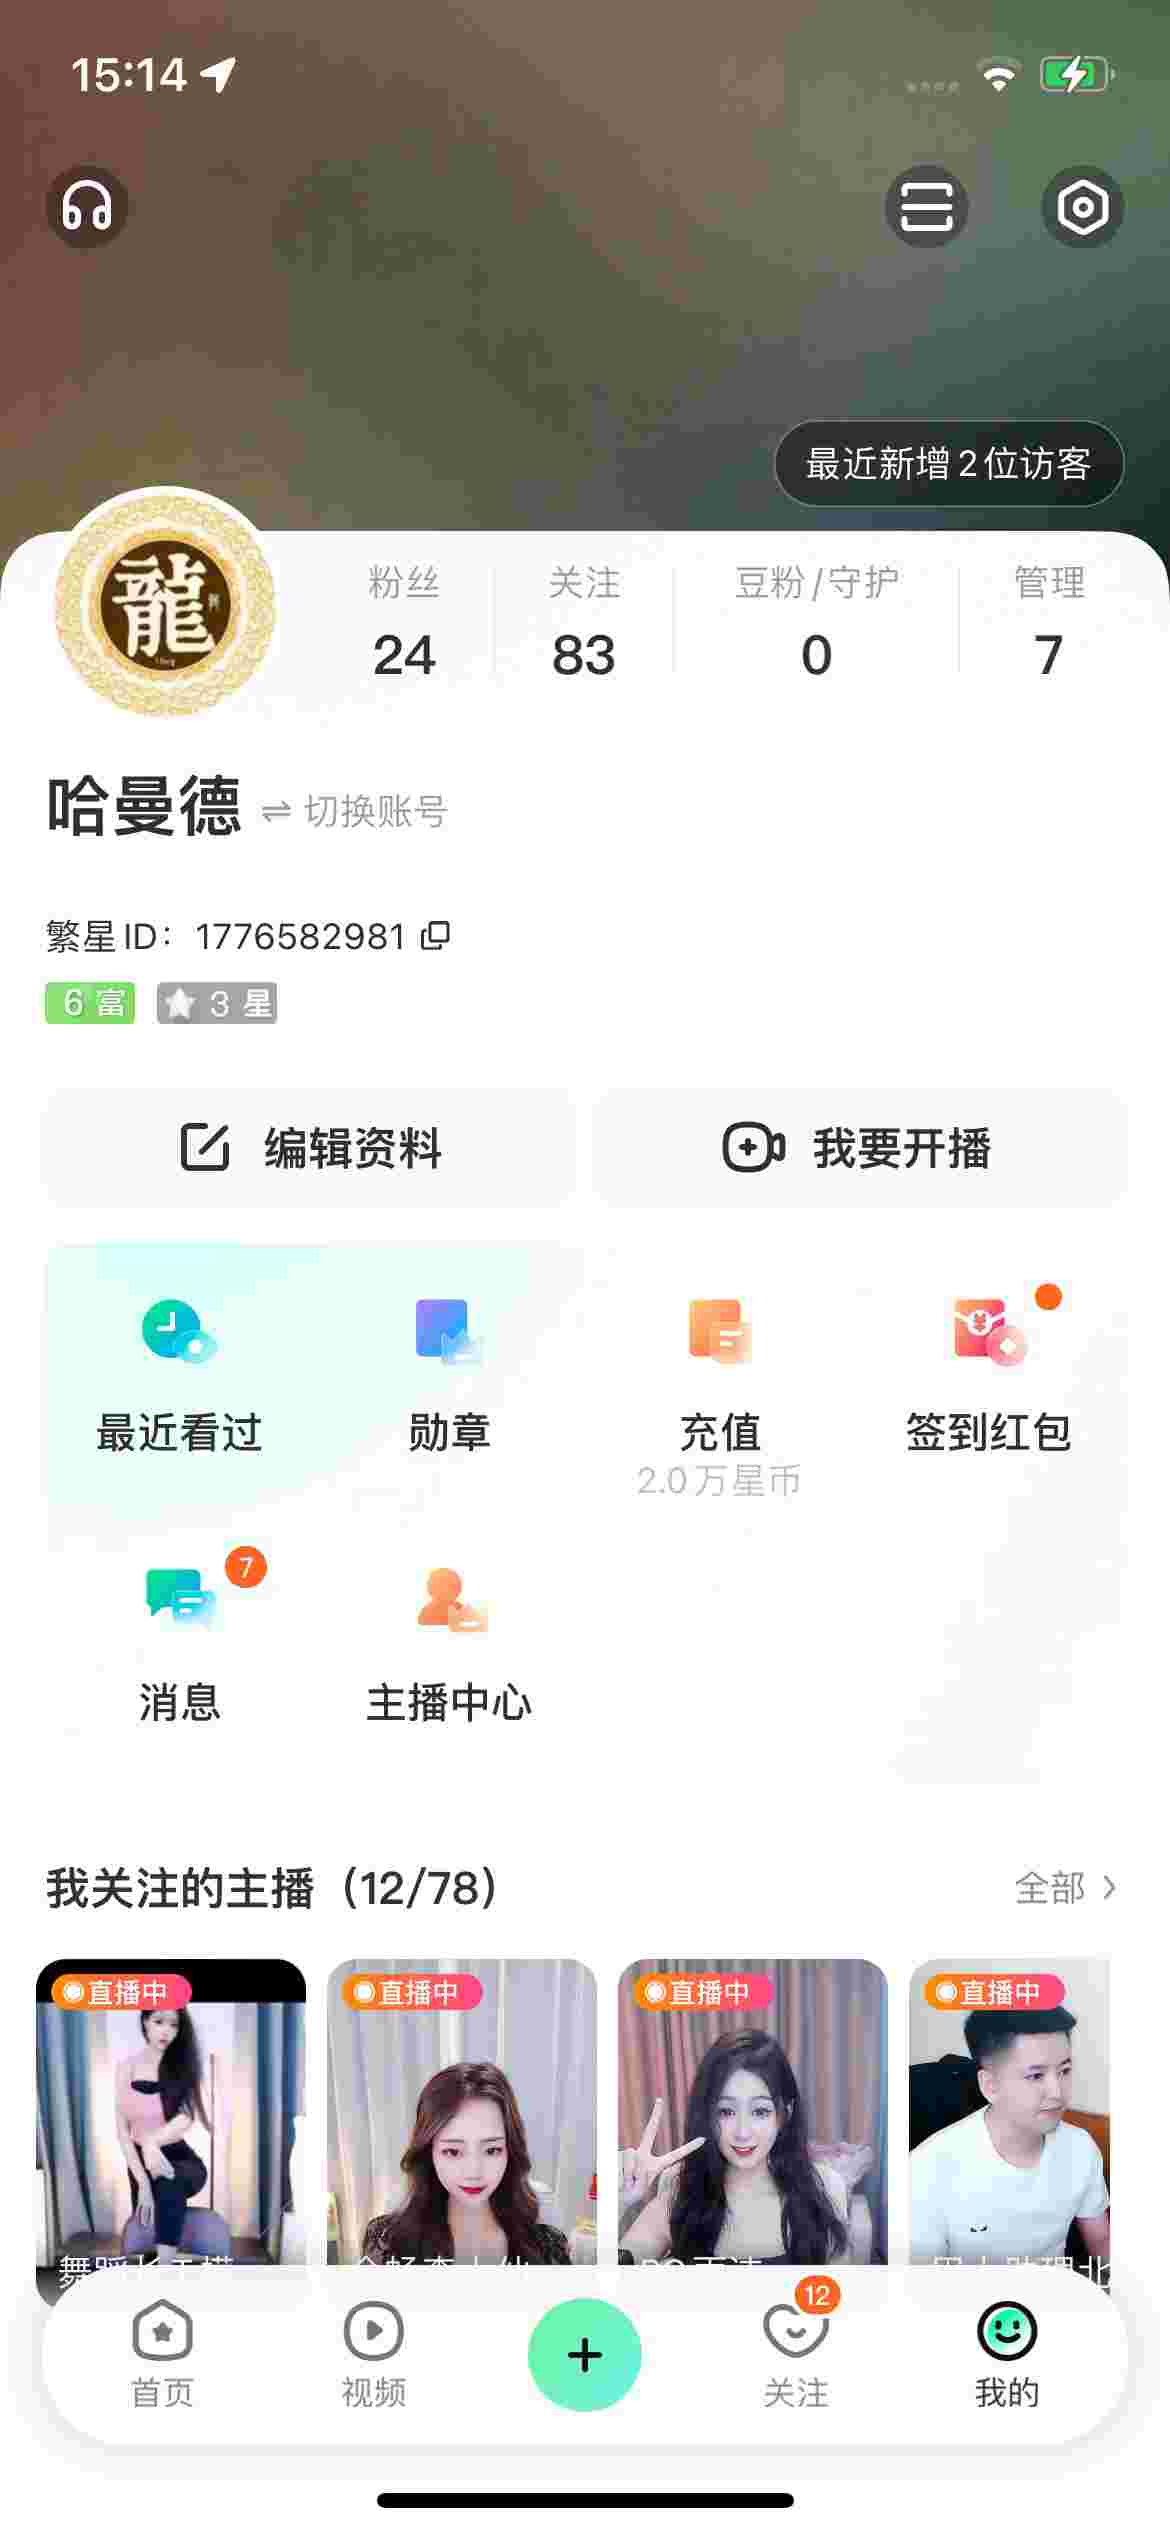 15:14
最近新增2位访客
龍
粉丝
24
关注
83
豆粉/守护
0
管理
7
哈曼德
切换账号
繁星ID：1776582981
6 富
3 星
编辑资料
我要开播
最近看过
勋章
充值
2.0万星币
签到红包
7
消息
主播中心
我关注的主播（12/78）
全部
直播中
直播中
直播中
直播中
首页
视频
12
关注
我的